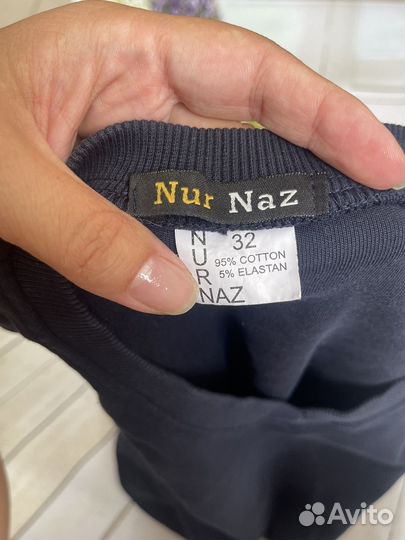 Nur Naz
N 32
U 95% COTTON
R 5% ELASTAN
NAZ
Avito